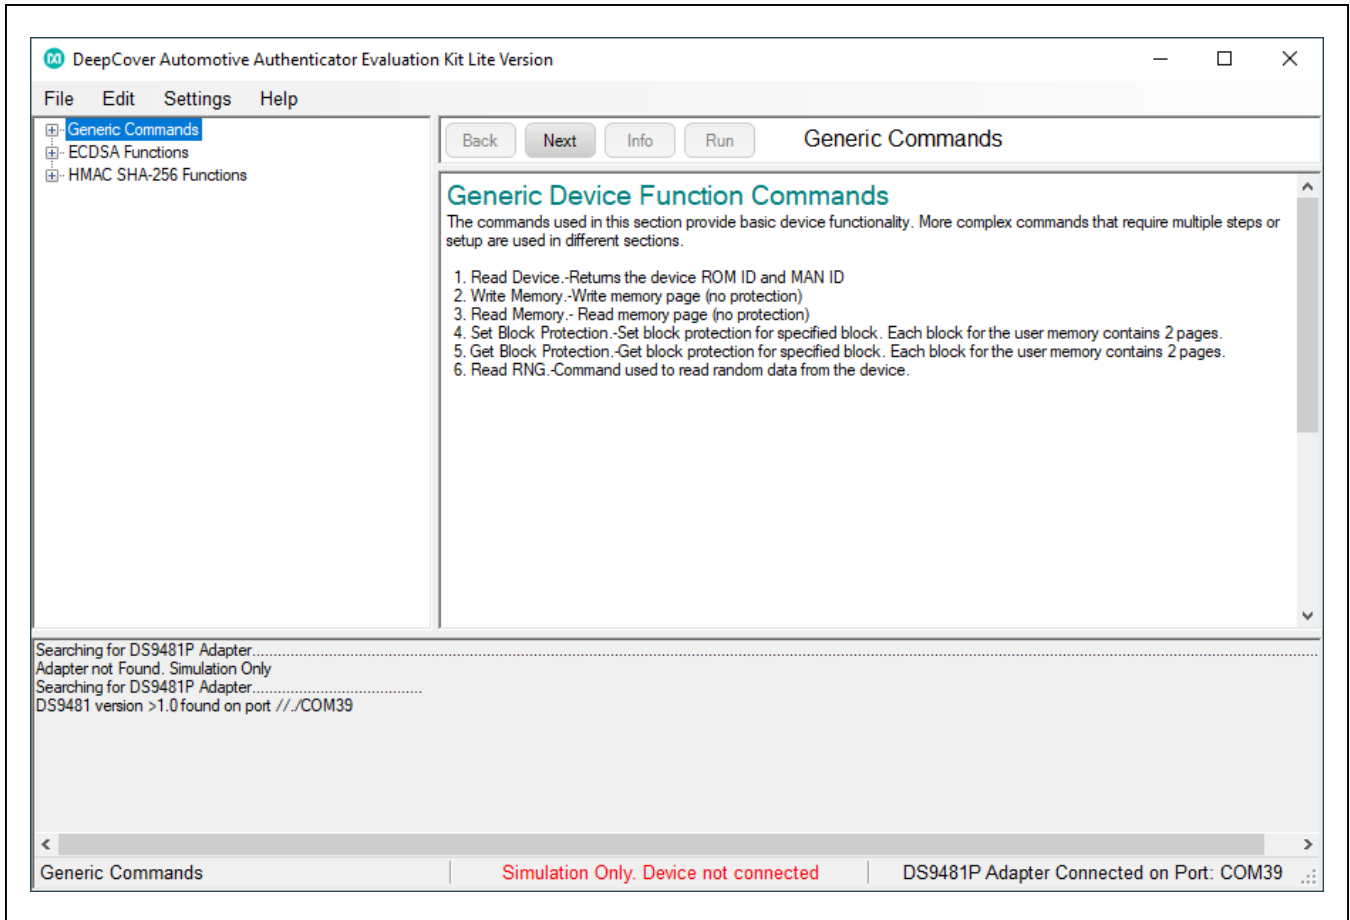 DeepCover Automotive Authenticator Evaluation Kit Lite Version
File Edit Settings Help
Generic Commands
ECDSA Functions
HMAC SHA-256 Functions
Back Next Info Run Generic Commands
Generic Device Function Commands
The commands used in this section provide basic device functionality. More complex commands that require multiple steps or
setup are used in different sections.
1. Read Device.-Returns the device ROM ID and MAN ID
2. Write Memory.-Write memory page (no protection)
3. Read Memory.- Read memory page (no protection)
4. Set Block Protection.-Set block protection for specified block. Each block for the user memory contains 2 pages.
5. Get Block Protection.-Get block protection for specified block. Each block for the user memory contains 2 pages.
6. Read RNG.-Command used to read random data from the device.
Searching for DS9481P Adapter..........................................................................................................................................................................................................................................................
Adapter not Found. Simulation Only
Searching for DS9481P Adapter........................................
DS9481 version >1.0 found on port //./COM39
Generic Commands Simulation Only. Device not connected DS9481P Adapter Connected on Port: COM39